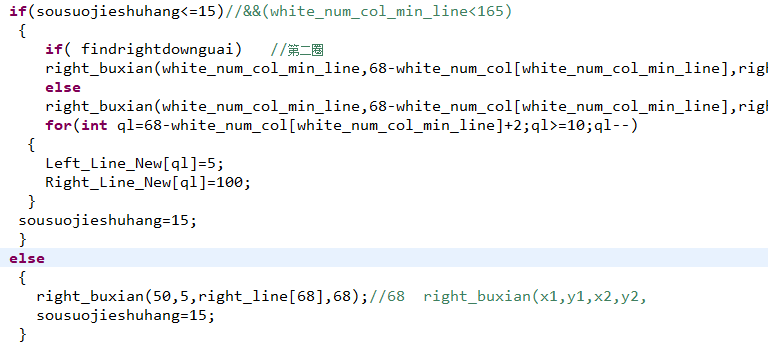 if(sousuojieshuhang<=15)//&&(white_num_col_min_line<165)
{
if( findrightdownguai) //第二圈
right_buxian(white_num_col_min_line,68-white_num_col[white_num_col_min_line],righ
else
right_buxian(white_num_col_min_line,68-white_num_col[white_num_col_min_line],righ
for(int ql=68-white_num_col[white_num_col_min_line]+2;ql>=10;ql--)
{
Left_Line_New[ql]=5;
Right_Line_New[ql]=100;
}
sousuojieshuhang=15;
}
else
{
right_buxian(50,5,right_line[68],68);//68 right_buxian(x1,y1,x2,y2,
sousuojieshuhang=15;
}